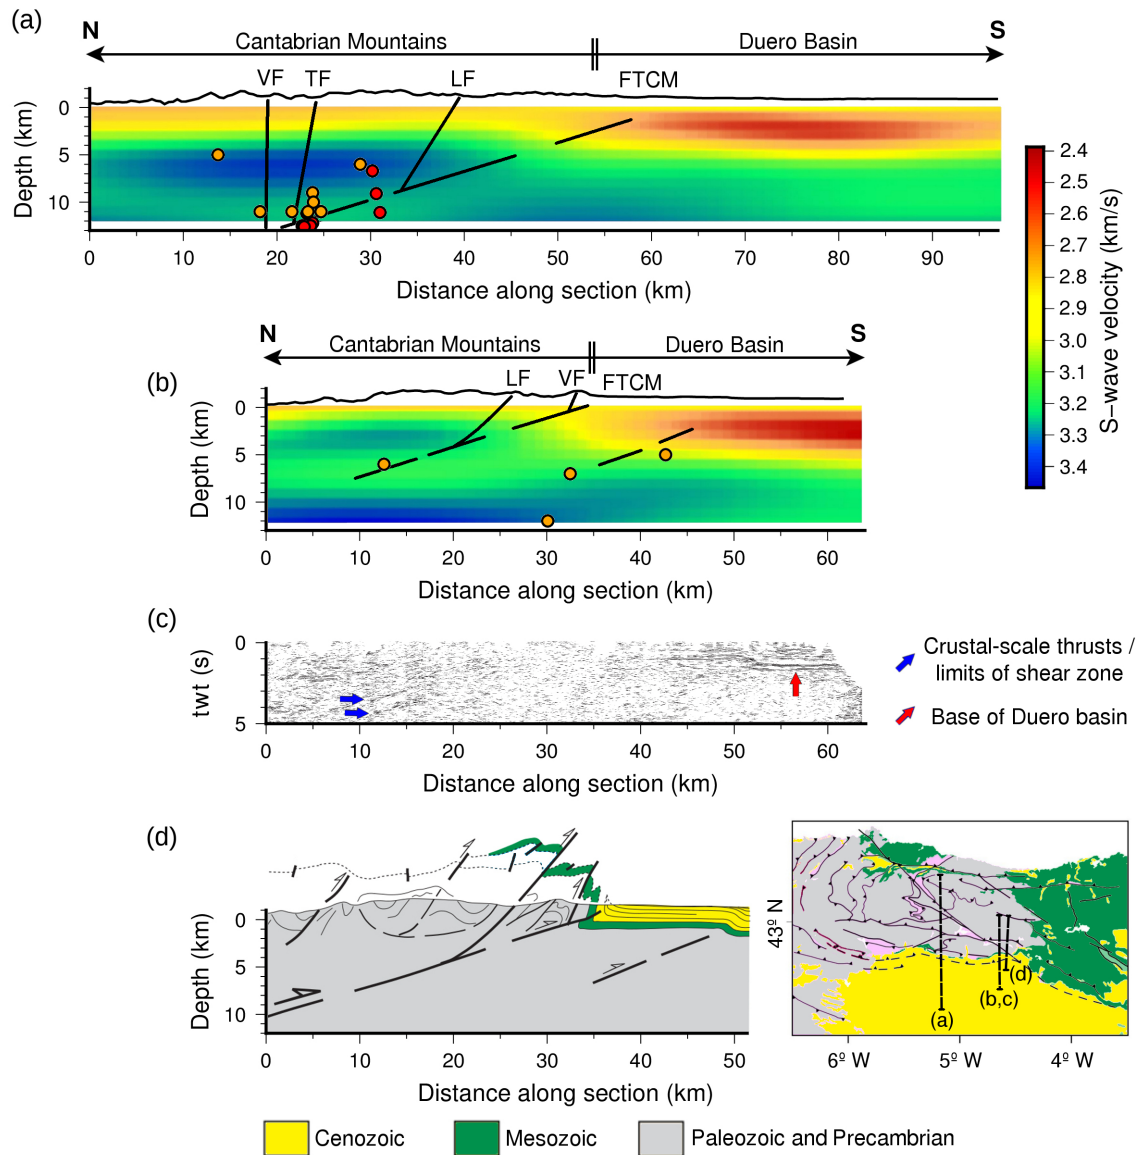 (a)
N
S
Cantabrian Mountains
Duero Basin
VF
TF
LF
FTCM
Depth (km)
0
5
10
0
10
20
30
40
50
60
70
80
90
Distance along section (km)
S-wave velocity (km/s)
2.4
2.5
2.6
2.7
2.8
2.9
3.0
3.1
3.2
3.3
3.4
(b)
N
S
Cantabrian Mountains
Duero Basin
LF
VF
FTCM
Depth (km)
0
5
10
0
10
20
30
40
50
60
Distance along section (km)
(c)
twt (s)
0
5
0
10
20
30
40
50
60
Distance along section (km)
Crustal-scale thrusts /
limits of shear zone
Base of Duero basin
(d)
Depth (km)
0
5
10
0
10
20
30
40
50
Distance along section (km)
43º N
(d)
(b,c)
(a)
6º W
5º W
4º W
Cenozoic
Mesozoic
Paleozoic and Precambrian